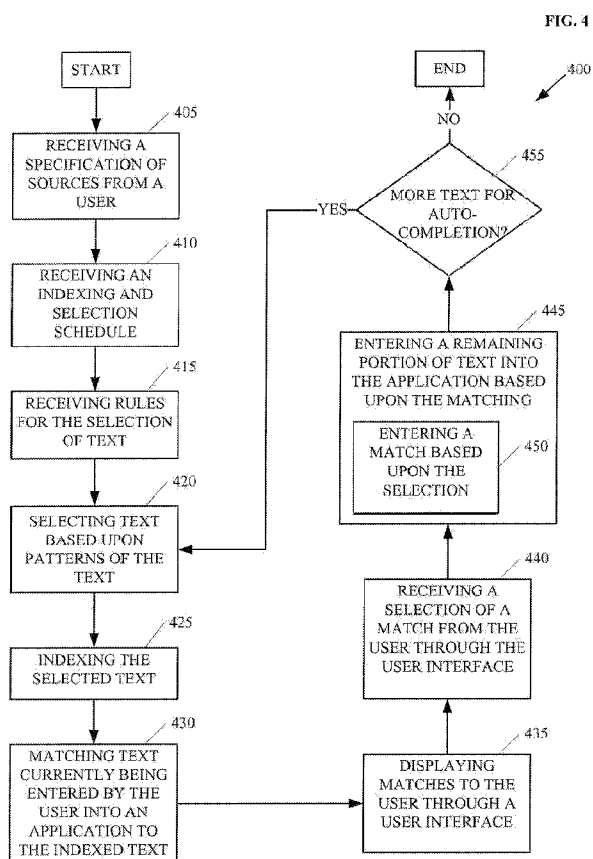 FIG. 4
START
405
RECEIVING A
SPECIFICATION OF
SOURCES FROM A
USER
410
RECEIVING AN
INDEXING AND
SELECTION
SCHEDULE
415
RECEIVING RULES
FOR THE SELECTION
OF TEXT
420
SELECTING TEXT
BASED UPON
PATTERNS OF THE
TEXT
425
INDEXING THE
SELECTED TEXT
430
MATCHING TEXT
CURRENTLY BEING
ENTERED BY THE
USER INTO AN
APPLICATION TO
THE INDEXED TEXT
435
DISPLAYING
MATCHES TO THE
USER THROUGH A
USER INTERFACE
440
RECEIVING A
SELECTION OF A
MATCH FROM THE
USER THROUGH THE
USER INTERFACE
445
ENTERING A REMAINING
PORTION OF TEXT INTO
THE APPLICATION BASED
UPON THE MATCHING
450
ENTERING A
MATCH BASED
UPON THE
SELECTION
455
MORE TEXT FOR
AUTO-
COMPLETION?
YES
NO
END
400